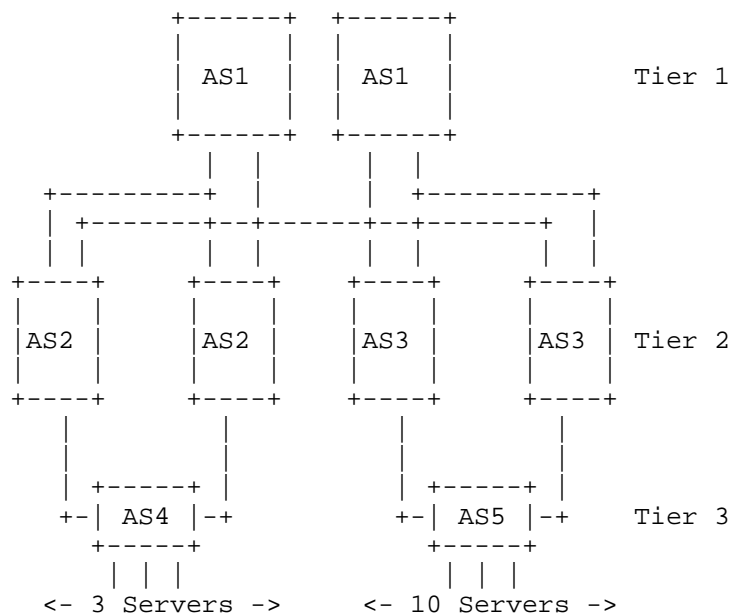 AS1 AS1 Tier 1
AS2 AS2 AS3 AS3 Tier 2
AS4 AS5 Tier 3
<- 3 Servers -> <- 10 Servers ->